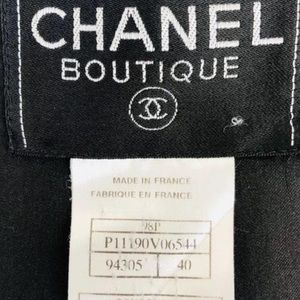 CHANEL
BOUTIQUE
MADE IN FRANCE
FABRIQUE EN FRANCE
98P
P11190V06544
94305 40